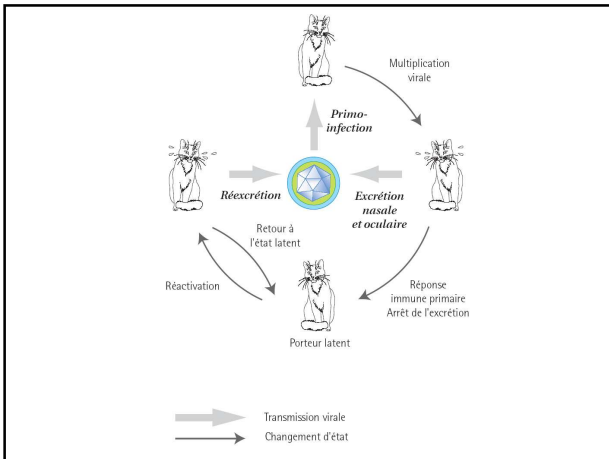 Multiplication
virale
Primo-
infection
Réexcrétion
Excrétion
nasale
et oculaire
Retour à
l'état latent
Réactivation
Réponse
immune primaire
Arrêt de l'excrétion
Porteur latent
Transmission virale
Changement d'état